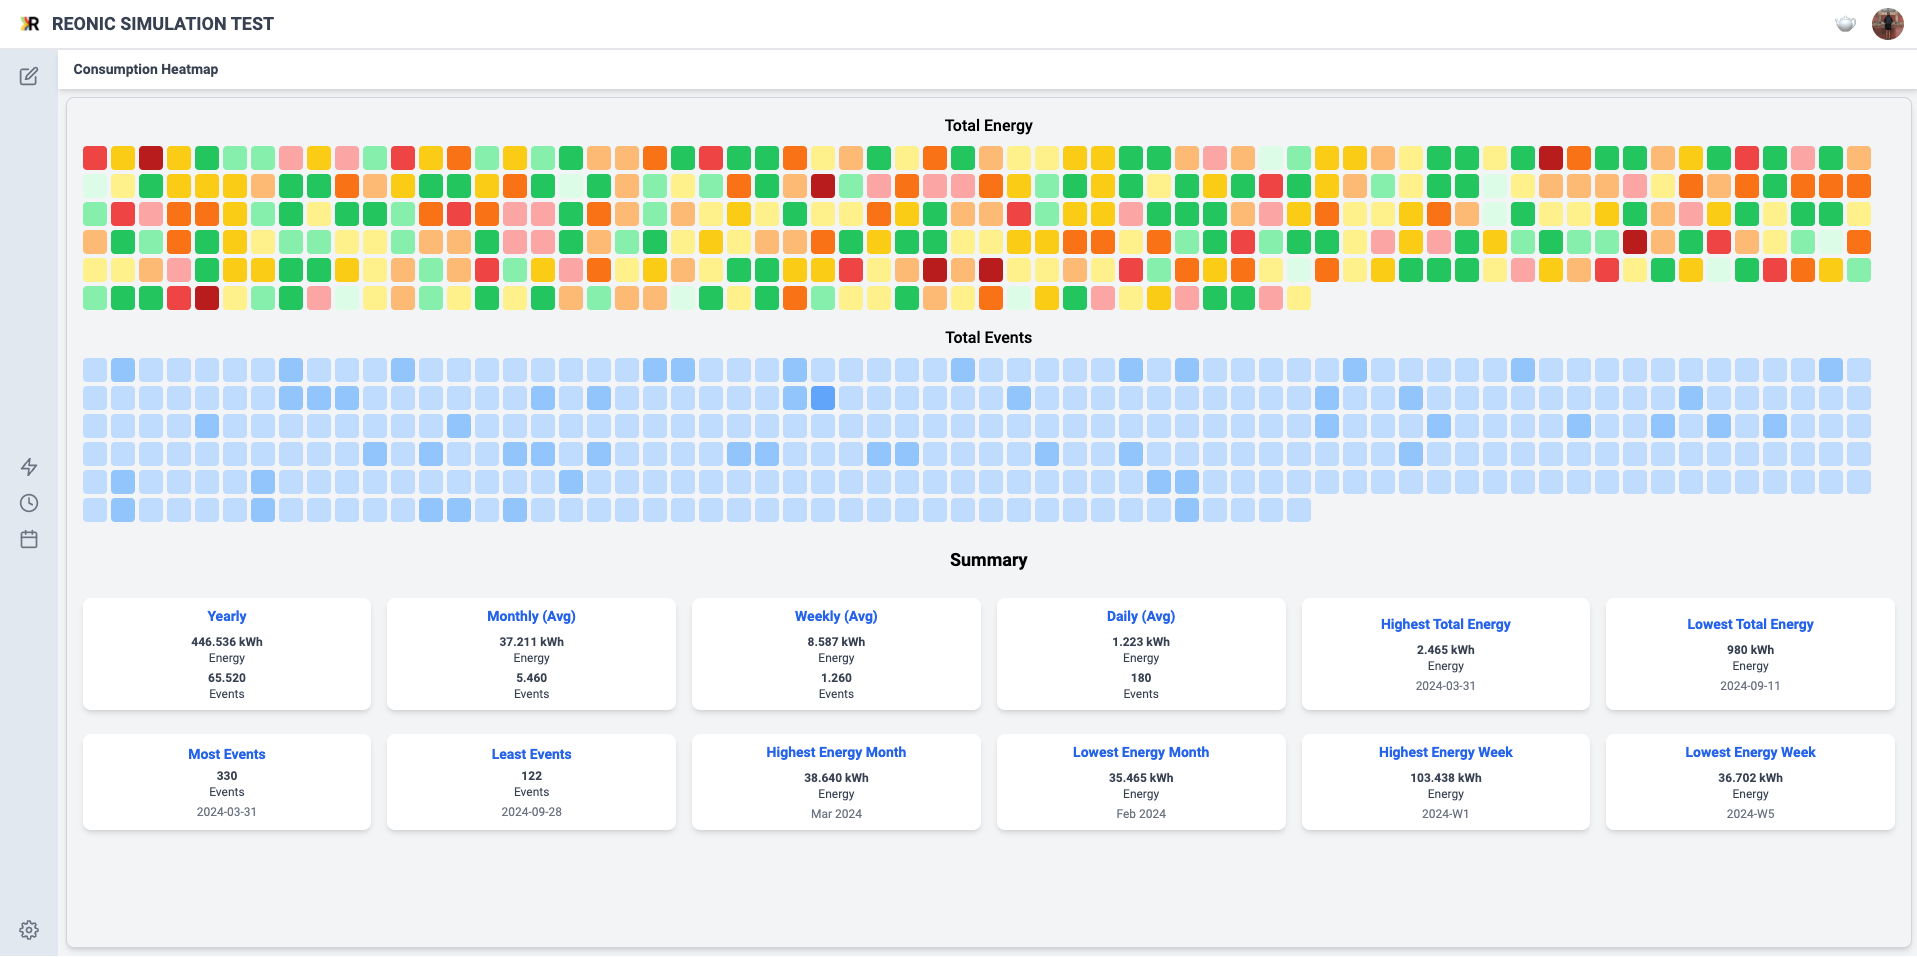 REONIC SIMULATION TEST
Consumption Heatmap
Total Energy
Total Events
Summary
Yearly
446.536 kWh
Energy
65.520
Events
Monthly (Avg)
37.211 kWh
Energy
5.460
Events
Weekly (Avg)
8.587 kWh
Energy
1.260
Events
Daily (Avg)
1.223 kWh
Energy
180
Events
Highest Total Energy
2.465 kWh
Energy
2024-03-31
Lowest Total Energy
980 kWh
Energy
2024-09-11
Most Events
330
Events
2024-03-31
Least Events
122
Events
2024-09-28
Highest Energy Month
38.640 kWh
Energy
Mar 2024
Lowest Energy Month
35.465 kWh
Energy
Feb 2024
Highest Energy Week
103.438 kWh
Energy
2024-W1
Lowest Energy Week
36.702 kWh
Energy
2024-W5